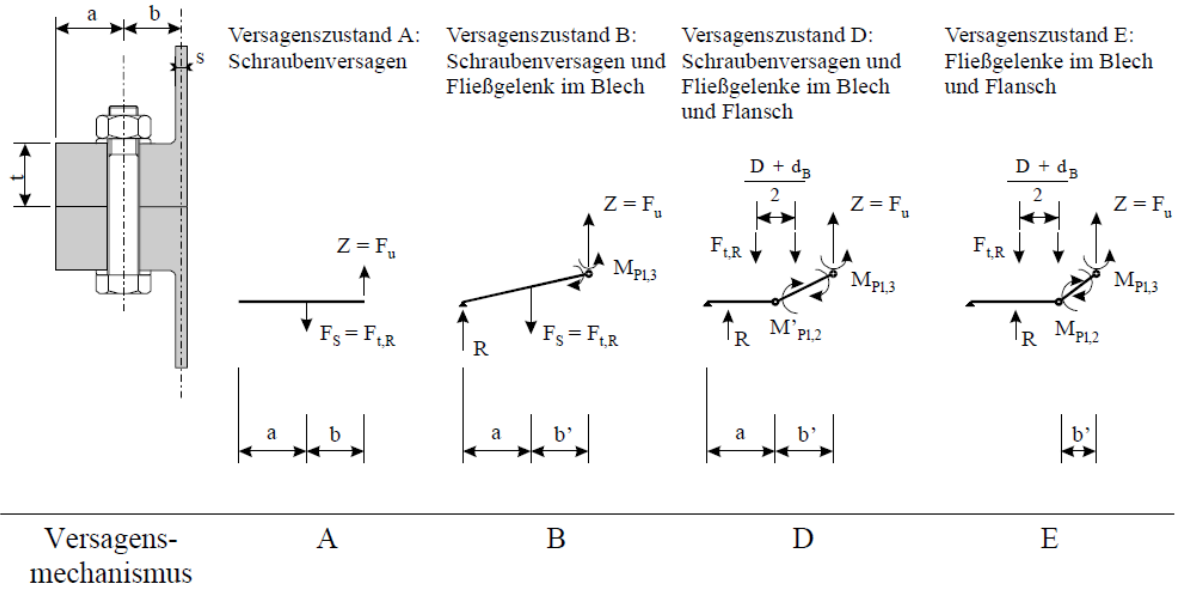 a
b
s
t
Versagenszustand A:
Schraubenversagen
Z = F_u
F_S = F_t,R
a
b
Versagenszustand B:
Schraubenversagen und
Fließgelenk im Blech
Z = F_u
M_Pl,3
F_S = F_t,R
R
a
b’
Versagenszustand D:
Schraubenversagen und
Fließgelenke im Blech
und Flansch
D + d_B
2
Z = F_u
F_t,R
M_Pl,3
R
M’_Pl,2
a
b’
Versagenszustand E:
Fließgelenke im Blech
und Flansch
D + d_B
2
Z = F_u
F_t,R
M_Pl,3
R
M_Pl,2
b’
Versagens-
mechanismus
A
B
D
E